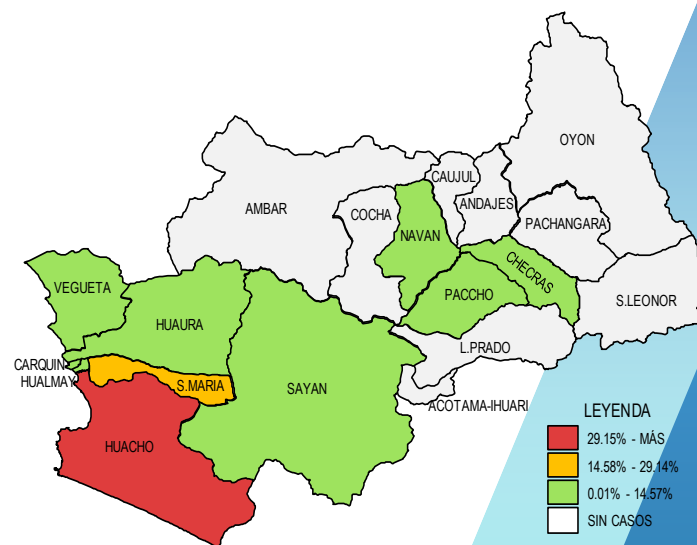 OYON
CAUJUL
ANDAJES
AMBAR
COCHA
PACHANGARA
NAVAN
CHECRAS
VEGUETA
PACCHO
S.LEONOR
HUAURA
L.PRADO
CARQUIN
HUALMAY
S.MARIA
SAYAN
ACOTAMA-IHUARI
HUACHO
LEYENDA
29.15% - MÁS
14.58% - 29.14%
0.01% - 14.57%
SIN CASOS